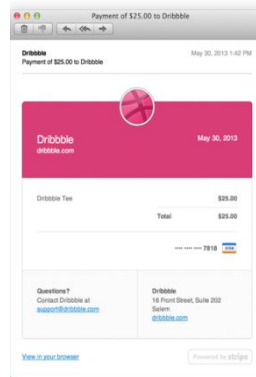 Payment of $25.00 to Dribbble
Dribbble
May 30, 2013 1:42 PM
Payment of $25.00 to Dribbble
Dribbble
May 30, 2013
dribbble.com
Dribbble Tee
$25.00
Total
$25.00
7818
VISA
Questions?
Contact Dribbble at
support@dribbble.com
Dribbble
16 Front Street, Suite 202
Salem
dribbble.com
View in your browser
Powered by stripe